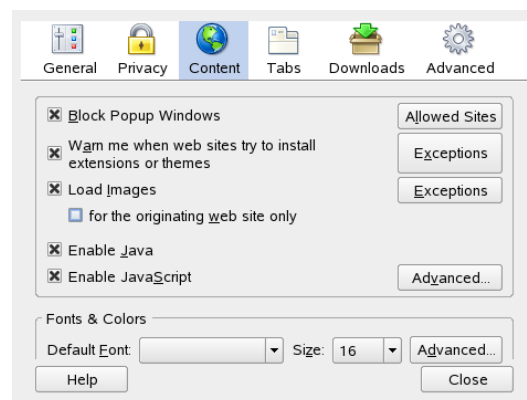 General Privacy Content Tabs Downloads Advanced
Block Popup Windows Allowed Sites
Warn me when web sites try to install
extensions or themes
Exceptions
Load Images Exceptions
for the originating web site only
Enable Java
Enable JavaScript Advanced...
Fonts & Colors
Default Font: Size: 16 Advanced...
Help Close